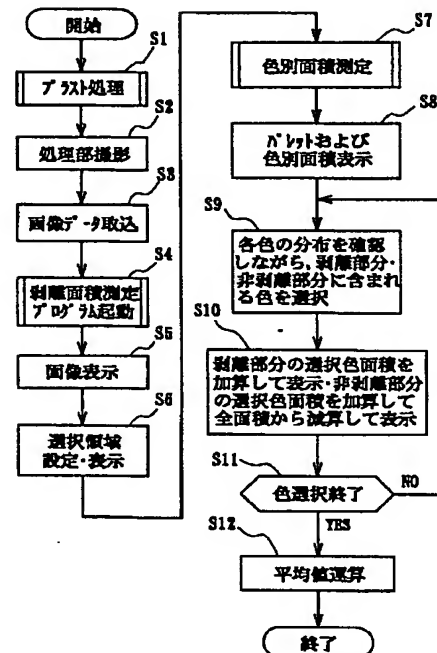 開始
S1
ブラスト処理
S2
処理部撮影
S3
画像データ取込
S4
剥離面積測定
プログラム起動
S5
画像表示
S6
選択領域
設定・表示
S7
色別面積測定
S8
パレットおよび
色別面積表示
S9
各色の分布を確認
しながら、剥離部分・
非剥離部分に含まれ
る色を選択
S10
剥離部分の選択色面積を
加算して表示・非剥離部分
の選択色面積を加算して
全面積から減算して表示
S11
色選択終了
NO
YES
S12
平均値運算
終了